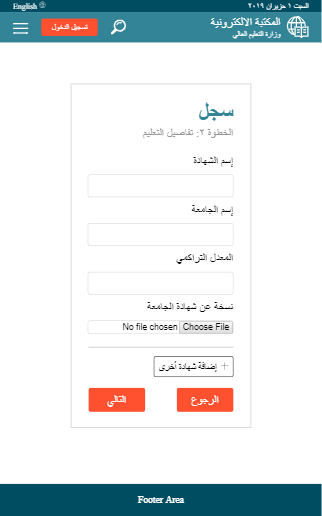 السبت ١ حزيران ٢٠١٩
English
المكتبة الالكترونية
وزارة التعليم العالي
تسجيل الدخول
سجل
الخطوة ٢: تفاصيل التعليم
إسم الشهادة
إسم الجامعة
المعدل التراكمي
نسخة عن شهادة الجامعة
Choose File No file chosen
إضافة شهادة أخرى
الرجوع
التالي
Footer Area